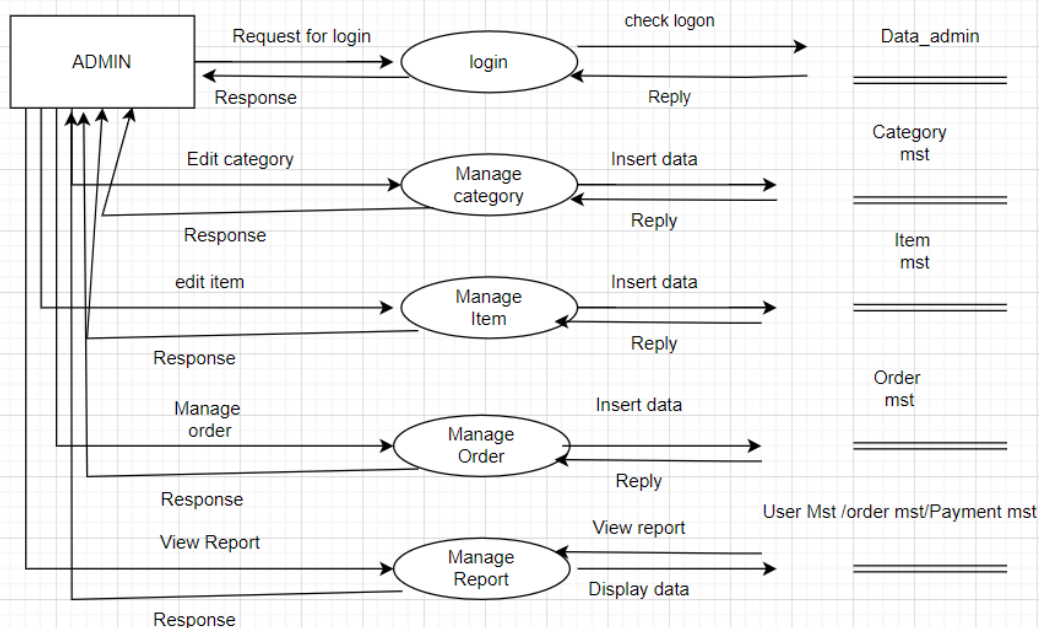 check logon
Request for login
Data_admin
ADMIN
login
Response
Reply
Category
mst
Edit category
Insert data
Manage
category
Reply
Response
Item
mst
edit item
Insert data
Manage
Item
Reply
Response
Order
mst
Manage
order
Insert data
Manage
Order
Reply
Response
User Mst /order mst/Payment mst
View report
View Report
Manage
Report
Display data
Response